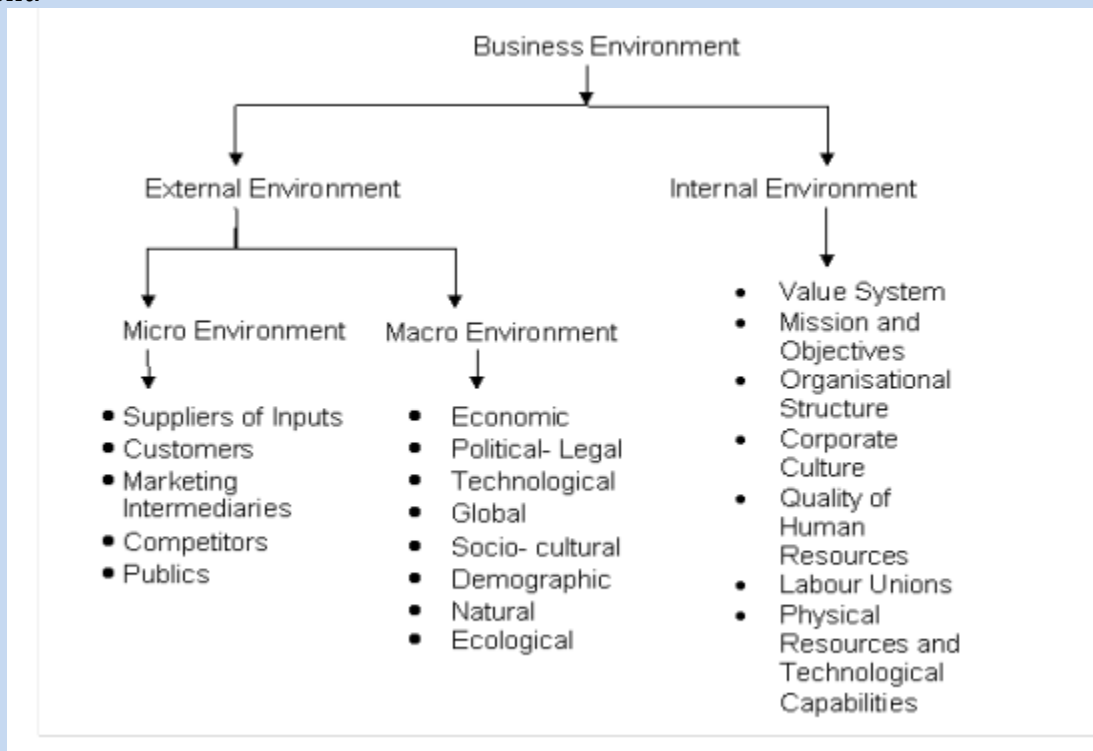 Business Environment
External Environment
Internal Environment
Micro Environment
Macro Environment
• Suppliers of Inputs
• Customers
• Marketing
Intermediaries
• Competitors
• Publics
• Economic
• Political- Legal
• Technological
• Global
• Socio- cultural
• Demographic
• Natural
• Ecological
• Value System
• Mission and
Objectives
• Organisational
Structure
• Corporate
Culture
• Quality of
Human
Resources
• Labour Unions
• Physical
Resources and
Technological
Capabilities